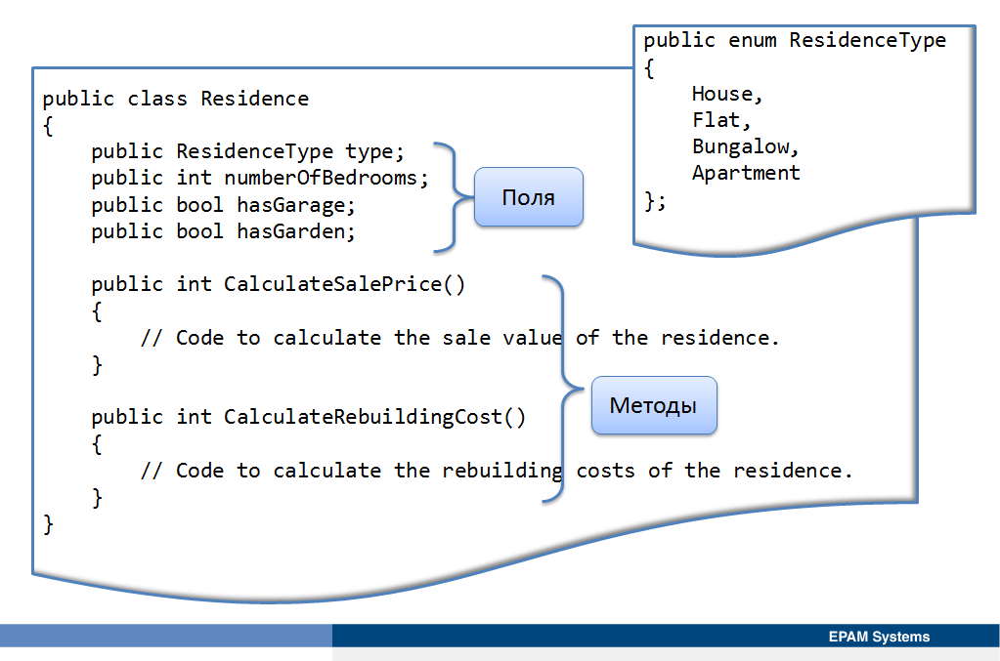 public enum ResidenceType
{
House,
Flat,
Bungalow,
Apartment
};
public class Residence
{
public ResidenceType type;
public int numberOfBedrooms;
public bool hasGarage;
public bool hasGarden;
Поля
public int CalculateSalePrice()
{
// Code to calculate the sale value of the residence.
}
Методы
public int CalculateRebuildingCost()
{
// Code to calculate the rebuilding costs of the residence.
}
}
EPAM Systems